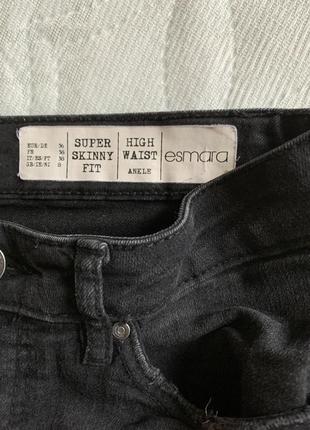 EUR/DE 36
FR 38
IT/ES/PT 38
GB/IE/NI 8
SUPER
SKINNY
FIT
HIGH
WAIST
ANKLE
esmara